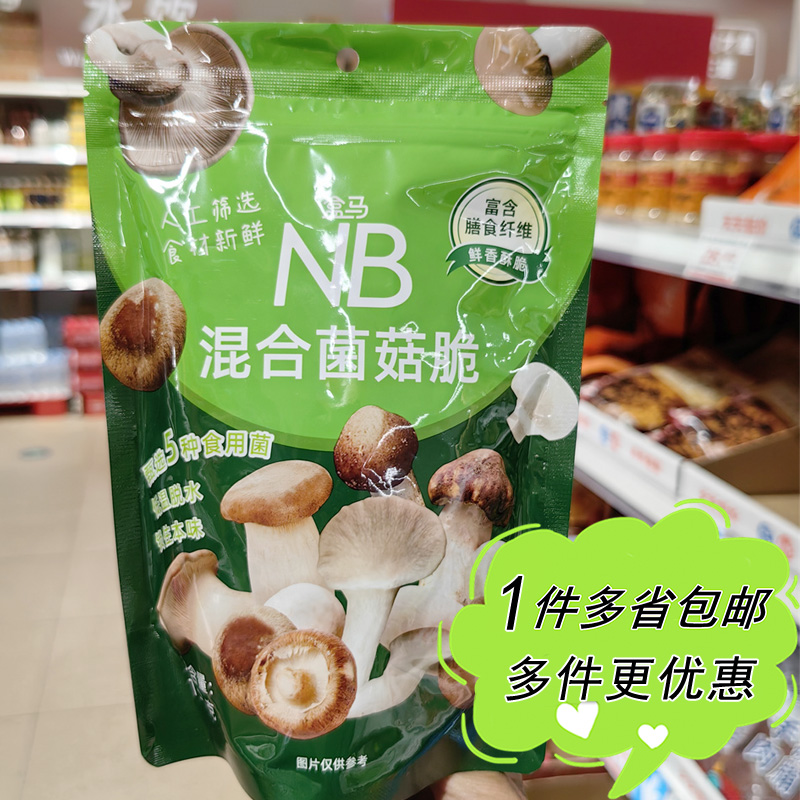 人工筛选
食材新鲜
盒马
NB
富含
膳食纤维
鲜香酥脆
混合菌菇脆
5种食用菌
低温脱水
本味
图片仅供参考
1件多省包邮
多件更优惠